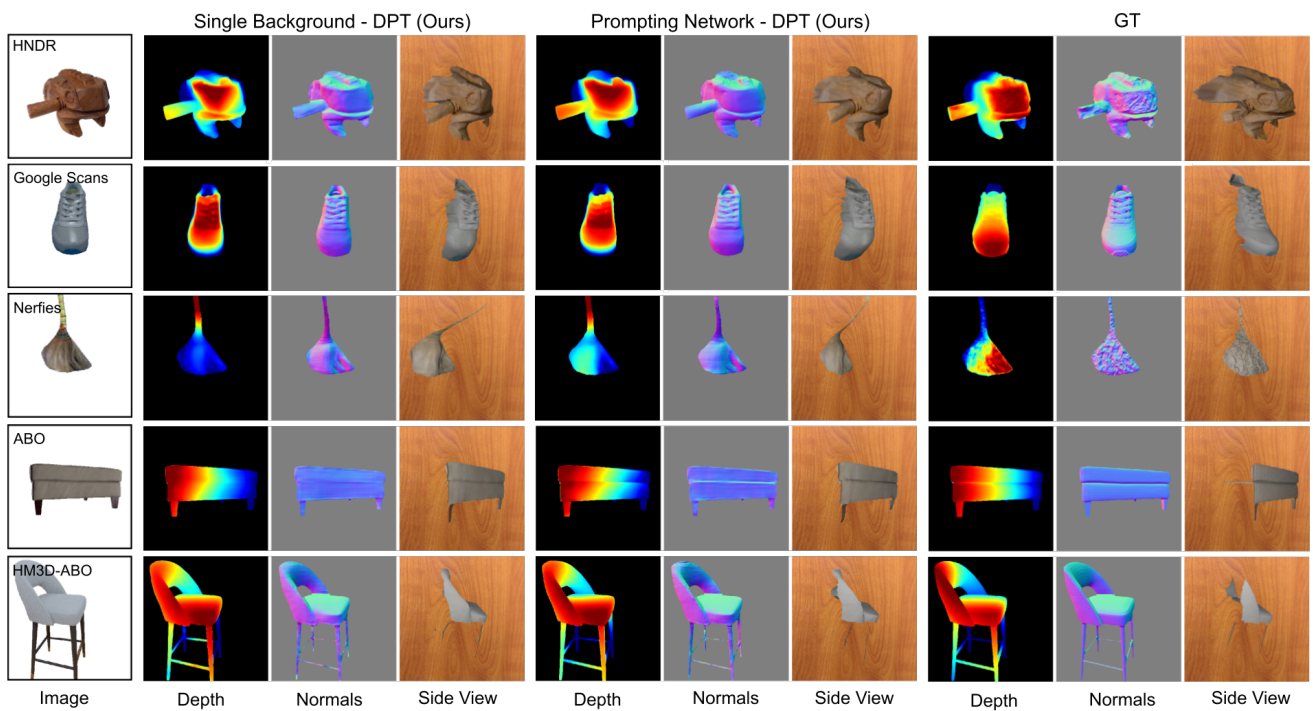 Single Background - DPT (Ours) Prompting Network - DPT (Ours) GT
HNDR
Google Scans
Nerfies
ABO
HM3D-ABO
Image Depth Normals Side View Depth Normals Side View Depth Normals Side View